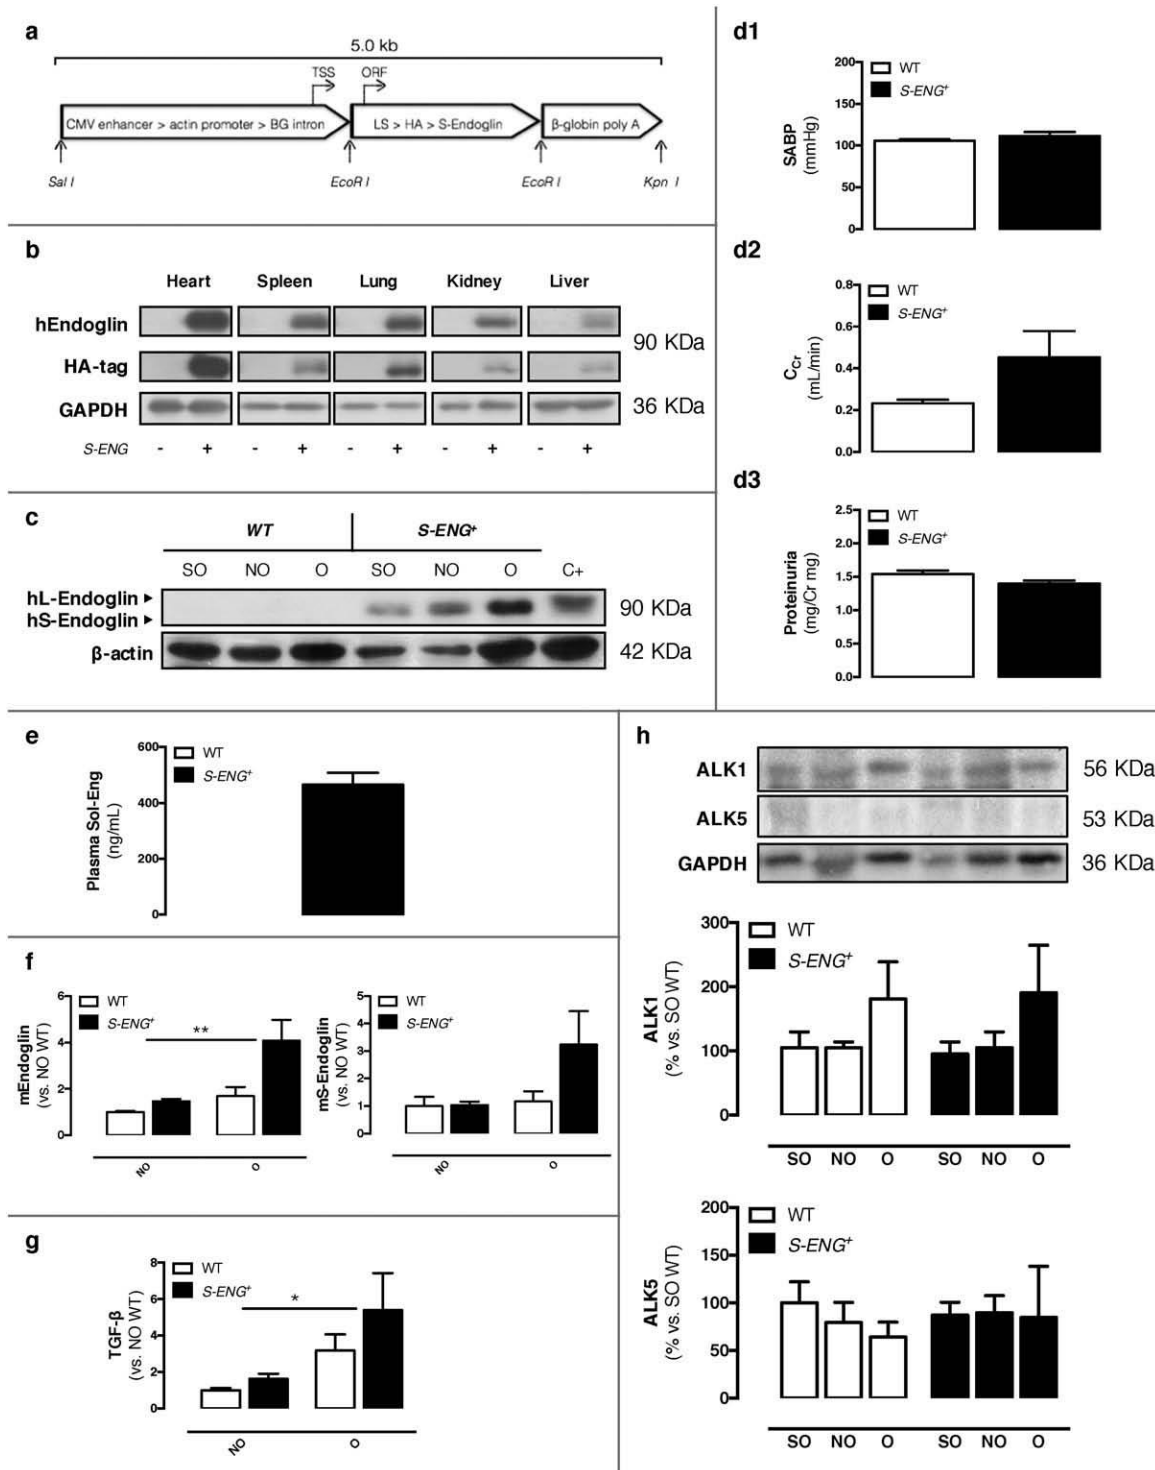 a
5.0 kb
TSS
ORF
CMV enhancer > actin promoter > BG intron
LS > HA > S-Endoglin
β-globin poly A
Sal I
EcoR I
EcoR I
Kpn I
b
Heart Spleen Lung Kidney Liver
hEndoglin
90 KDa
HA-tag
GAPDH
36 KDa
S-ENG - + - + - + - + - +
c
WT S-ENG+
SO NO O SO NO O C+
hL-Endoglin
hS-Endoglin
90 KDa
β-actin
42 KDa
d1
SABP
(mmHg)
200
150
100
50
0
WT
S-ENG+
d2
CCr
(mL/min)
0.8
0.6
0.4
0.2
0.0
WT
S-ENG+
d3
Proteinuria
(mg/Cr mg)
2.5
2.0
1.5
1.0
0.5
0.0
WT
S-ENG+
e
Plasma Sol-Eng
(ng/mL)
600
400
200
0
WT
S-ENG+
f
mEndoglin
(vs. NO WT)
6
4
2
0
WT
S-ENG+
**
NO O
mS-Endoglin
(vs. NO WT)
5
4
3
2
1
0
WT
S-ENG+
NO O
g
TGF-β
(vs. NO WT)
8
6
4
2
0
WT
S-ENG+
*
NO O
h
ALK1
56 KDa
ALK5
53 KDa
GAPDH
36 KDa
ALK1
(% vs. SO WT)
300
200
100
0
WT
S-ENG+
SO NO O SO NO O
ALK5
(% vs. SO WT)
200
150
100
50
0
WT
S-ENG+
SO NO O SO NO O